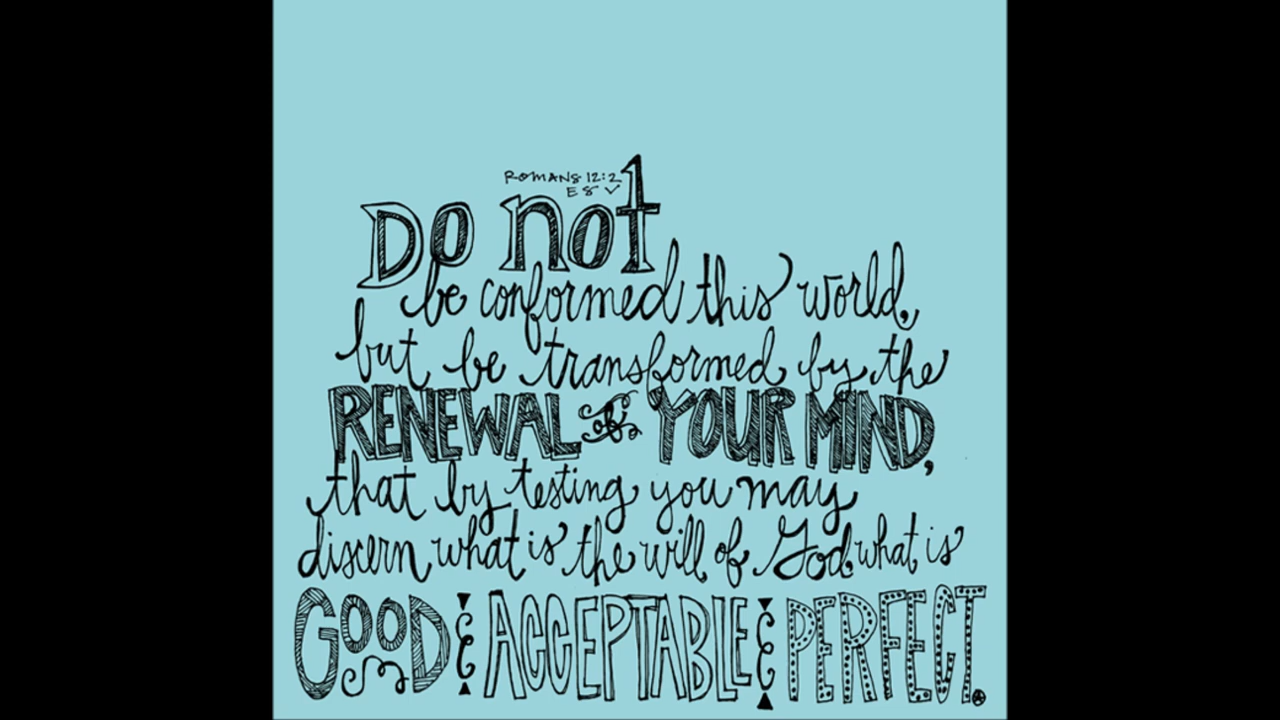 ROMANS 12:2
ESV
Do not
be conformed this world,
but be transformed by the
RENEWAL of YOUR MIND,
that by testing you may
discern what is the will of God. what is
GOOD & ACCEPTABLE & PERFECT.